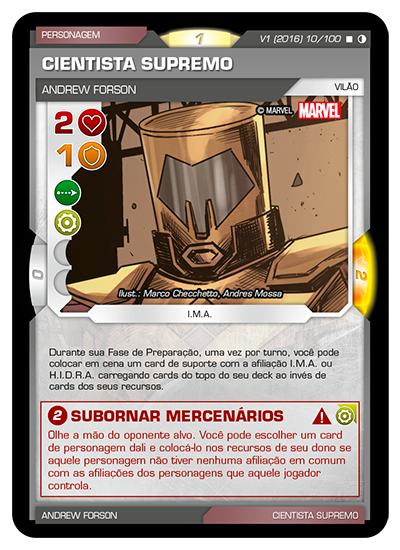 PERSONAGEM
1
V1 (2016) 10/100
CIENTISTA SUPREMO
ANDREW FORSON
VILÃO
© MARVEL MARVEL
2
1
0
2
Ilust.: Marco Checchetto, Andres Mossa
I.M.A.
Durante sua Fase de Preparação, uma vez por turno, você pode
colocar em cena um card de suporte com a afiliação I.M.A. ou
H.I.D.R.A. carregando cards do topo do seu deck ao invés de
cards dos seus recursos.
2 SUBORNAR MERCENÁRIOS
Olhe a mão do oponente alvo. Você pode escolher um card
de personagem dali e colocá-lo nos recursos de seu dono se
aquele personagem não tiver nenhuma afiliação em comum
com as afiliações dos personagens que aquele jogador
controla.
ANDREW FORSON
CIENTISTA SUPREMO